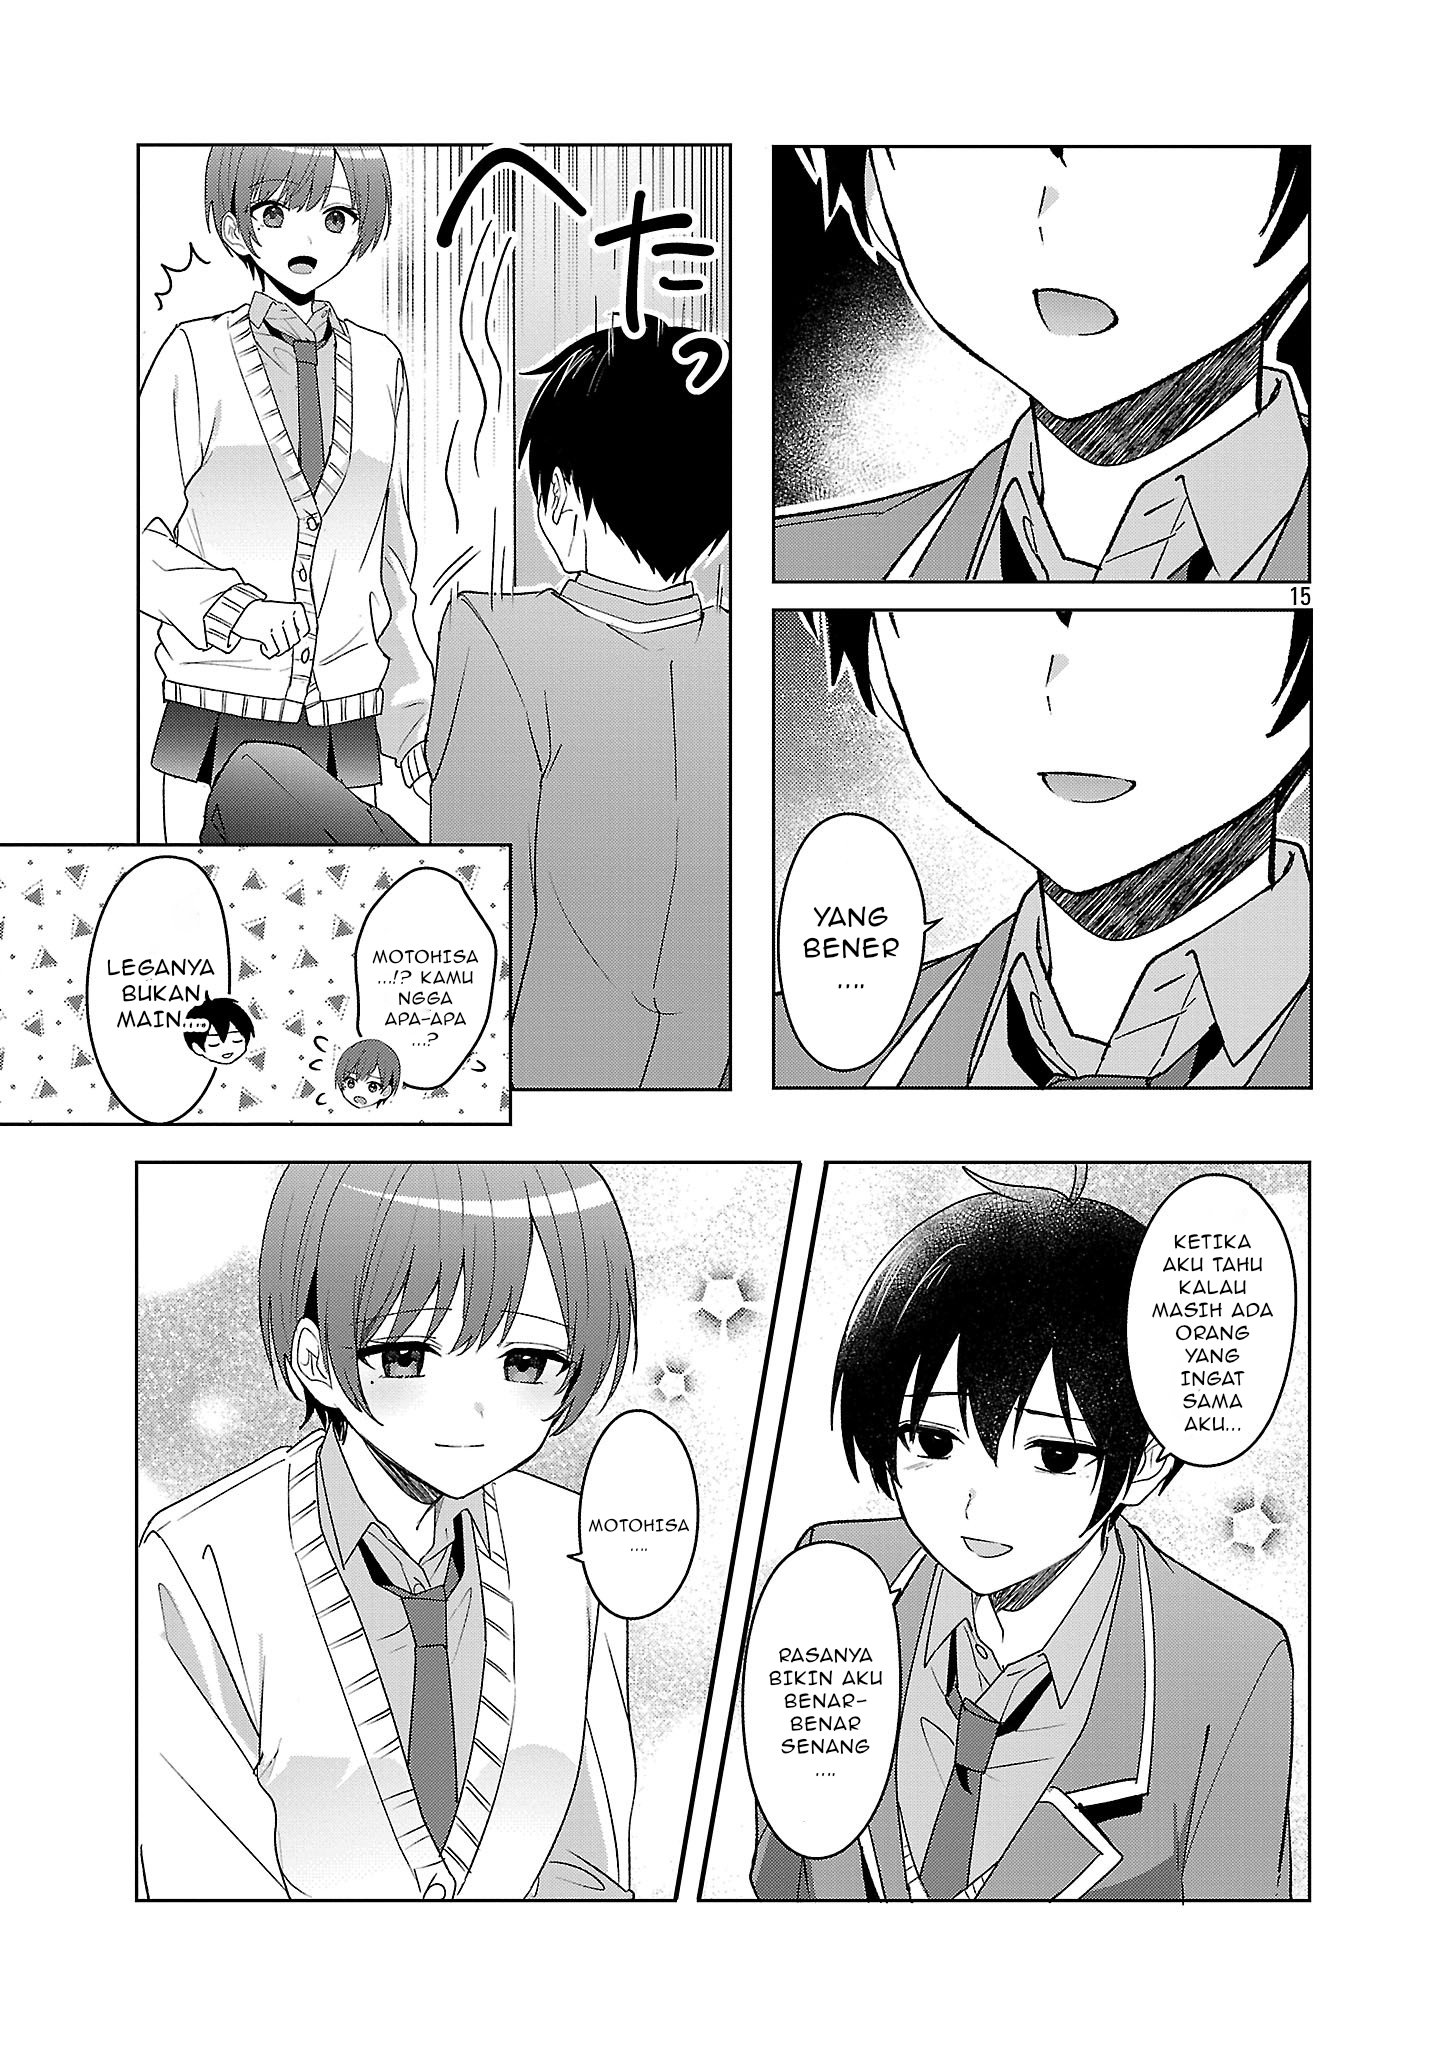 15
YANG
BENER
....
へたっ
MOTOHISA
...!? KAMU
NGGA
APA-APA
...?
LEGANYA
BUKAN
MAIN....
KETIKA
AKU TAHU
KALAU
MASIH ADA
ORANG
YANG
INGAT
SAMA
AKU...
RASANYA
BIKIN AKU
BENAR-
BENAR
SENANG
....
MOTOHISA
....